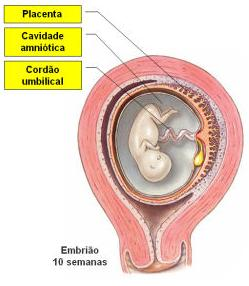 Placenta
Cavidade
amniótica
Cordão
umbilical
Embrião
10 semanas